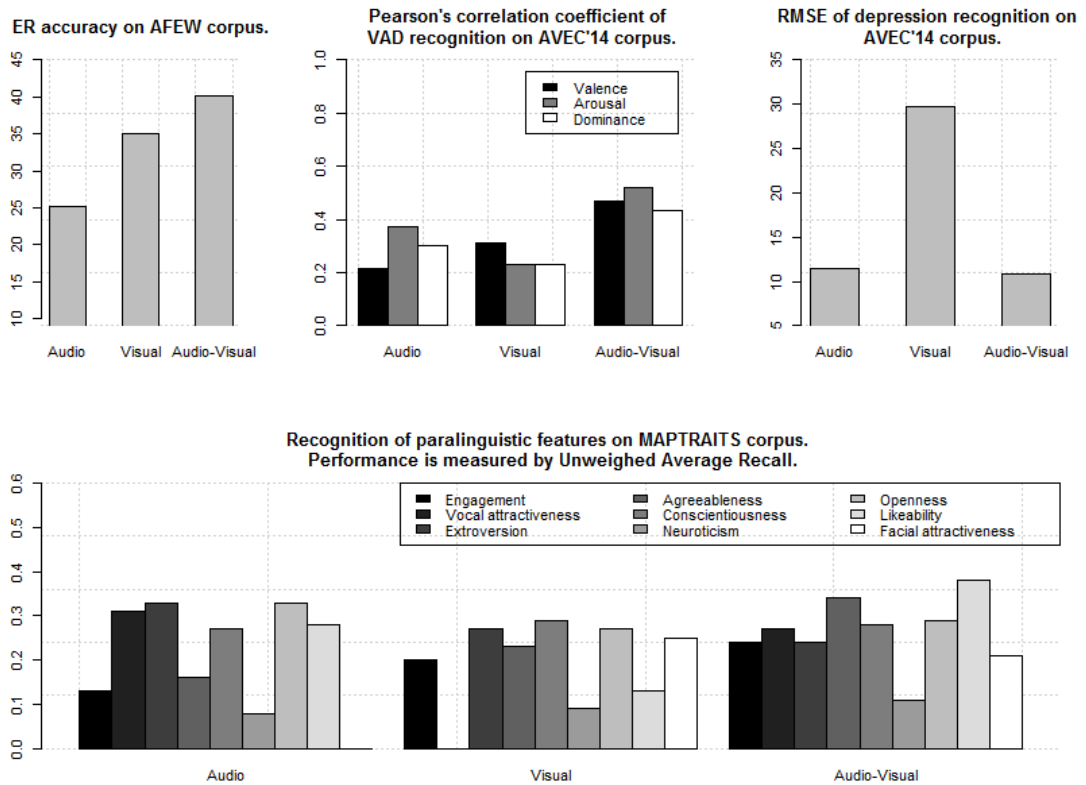 ER accuracy on AFEW corpus.
45
40
35
30
25
20
15
10
Audio
Visual
Audio-Visual
Pearson's correlation coefficient of
VAD recognition on AVEC'14 corpus.
1.0
0.8
0.6
0.4
0.2
0.0
Valence
Arousal
Dominance
Audio
Visual
Audio-Visual
RMSE of depression recognition on
AVEC'14 corpus.
35
30
25
20
15
10
5
Audio
Visual
Audio-Visual
Recognition of paralinguistic features on MAPTRAITS corpus.
Performance is measured by Unweighed Average Recall.
0.6
0.5
0.4
0.3
0.2
0.1
0.0
Engagement
Vocal attractiveness
Extroversion
Agreeableness
Conscientiousness
Neuroticism
Openness
Likeability
Facial attractiveness
Audio
Visual
Audio-Visual